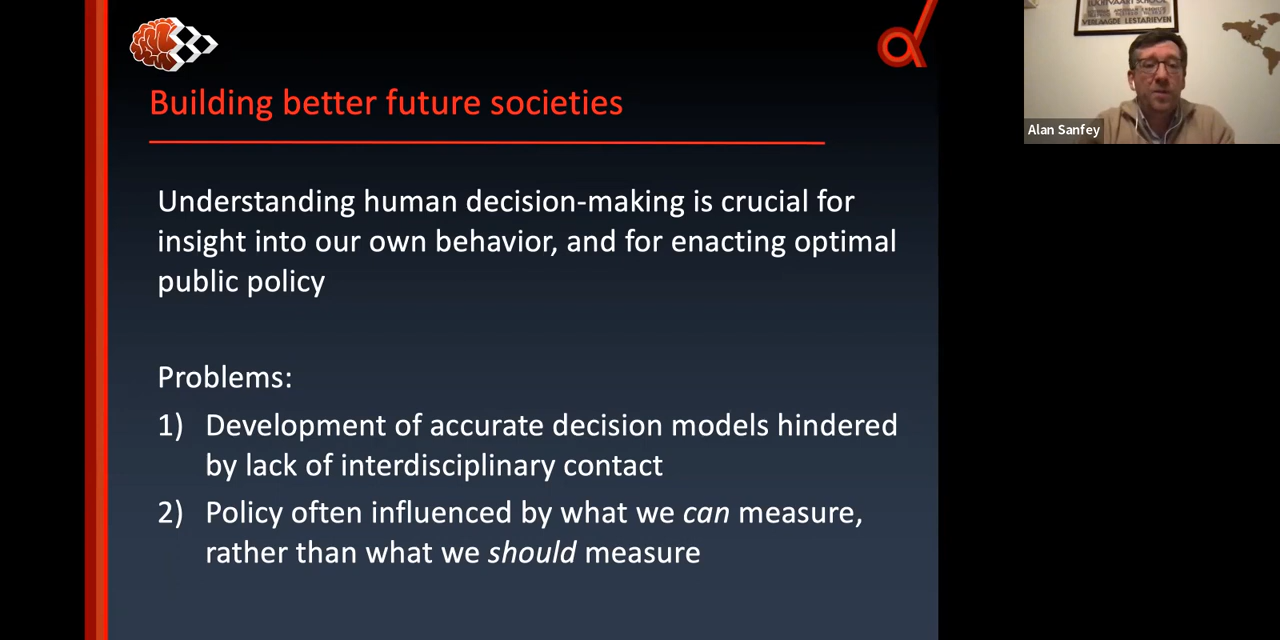 Building better future societies
Understanding human decision-making is crucial for
insight into our own behavior, and for enacting optimal
public policy
Problems:
1) Development of accurate decision models hindered
by lack of interdisciplinary contact
2) Policy often influenced by what we can measure,
rather than what we should measure
VERLAAGDE LESTARIEVEN
Alan Sanfey